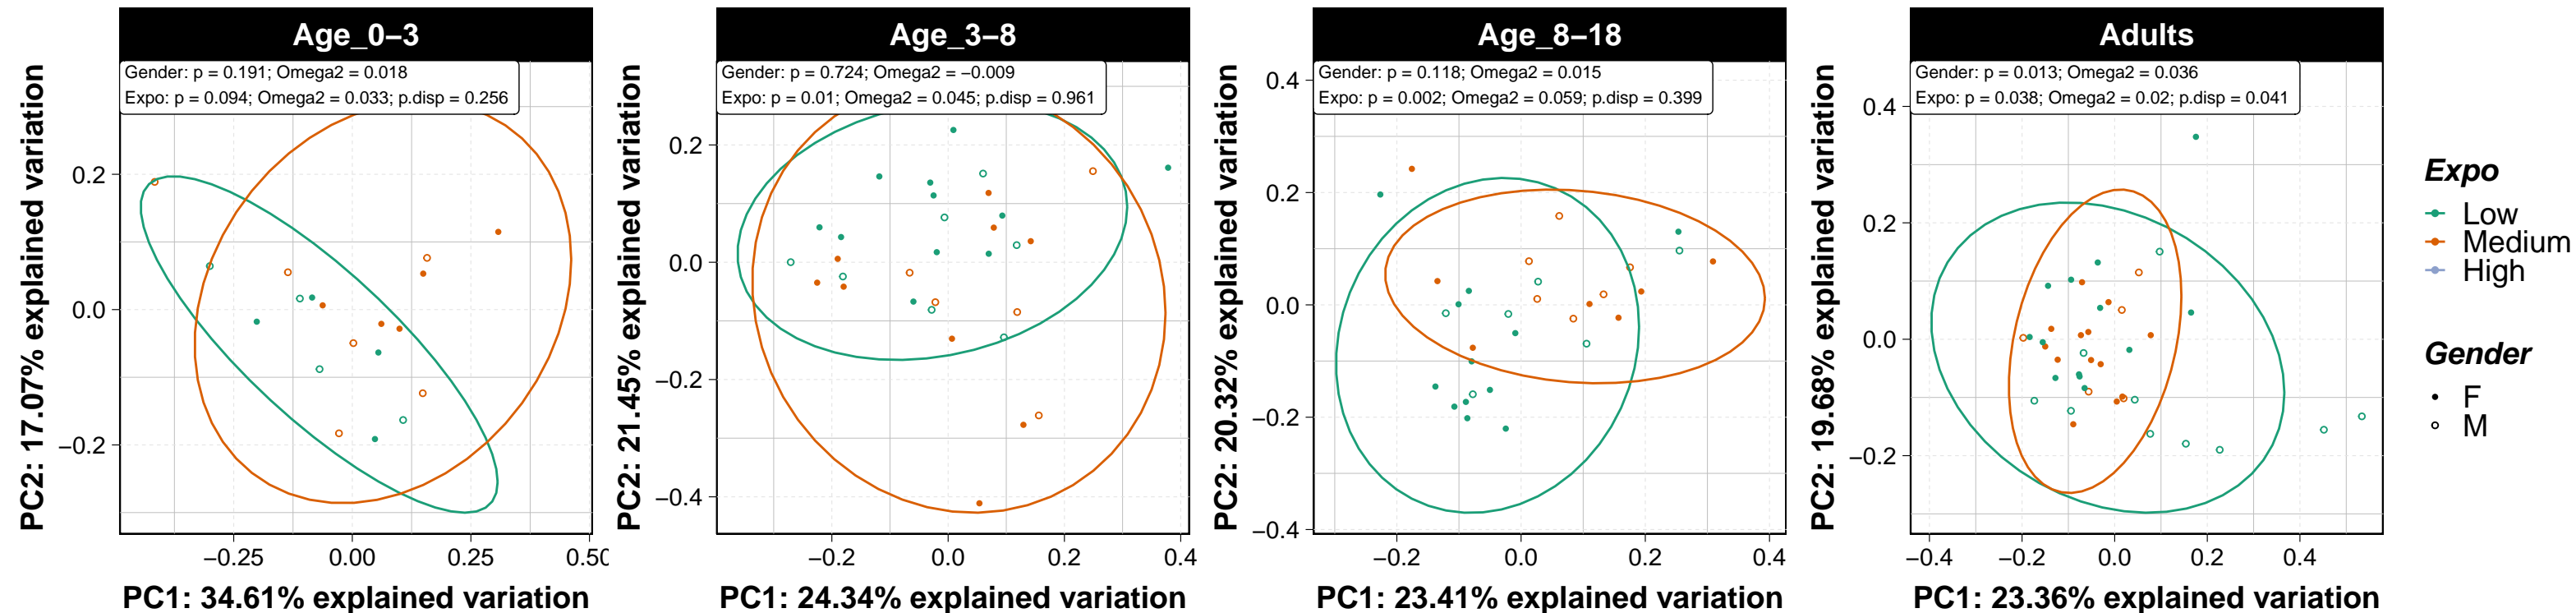 Age_0–3
Gender: p = 0.191; Omega2 = 0.018
Expo: p = 0.094; Omega2 = 0.033; p.disp = 0.256
PC2: 17.07% explained variation
0.2
0.0
−0.2
−0.25 0.00 0.25 0.50
PC1: 34.61% explained variation
Age_3–8
Gender: p = 0.724; Omega2 = −0.009
Expo: p = 0.01; Omega2 = 0.045; p.disp = 0.961
PC2: 21.45% explained variation
0.2
0.0
−0.2
−0.4
−0.2 0.0 0.2 0.4
PC1: 24.34% explained variation
Age_8–18
Gender: p = 0.118; Omega2 = 0.015
Expo: p = 0.002; Omega2 = 0.059; p.disp = 0.399
PC2: 20.32% explained variation
0.4
0.2
0.0
−0.2
−0.4
−0.2 0.0 0.2 0.4
PC1: 23.41% explained variation
Adults
Gender: p = 0.013; Omega2 = 0.036
Expo: p = 0.038; Omega2 = 0.02; p.disp = 0.041
PC2: 19.68% explained variation
0.4
0.2
0.0
−0.2
−0.4 −0.2 0.0 0.2 0.4
PC1: 23.36% explained variation
Expo
Low
Medium
High
Gender
F
M